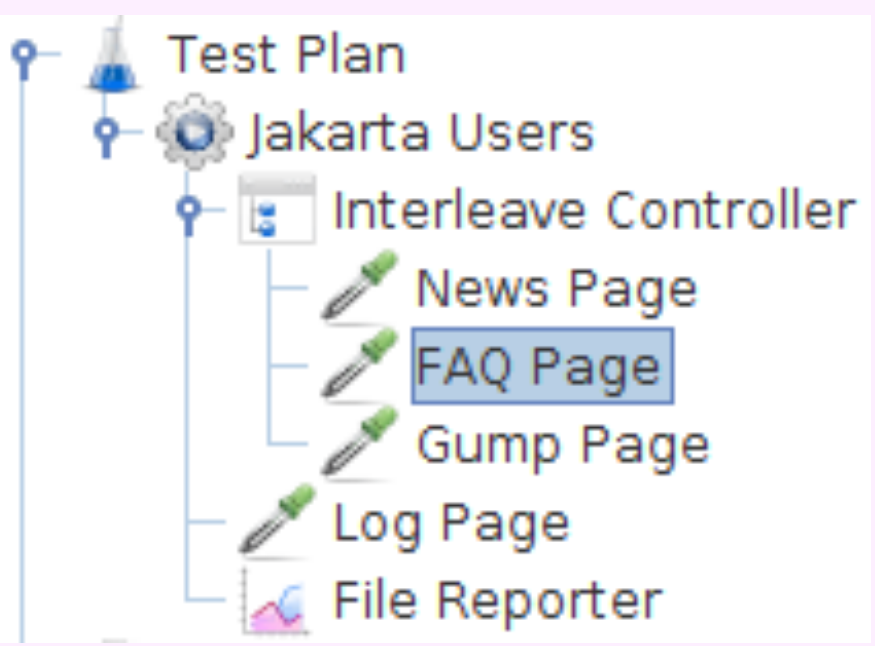 Test Plan
Jakarta Users
Interleave Controller
News Page
FAQ Page
Gump Page
Log Page
File Reporter